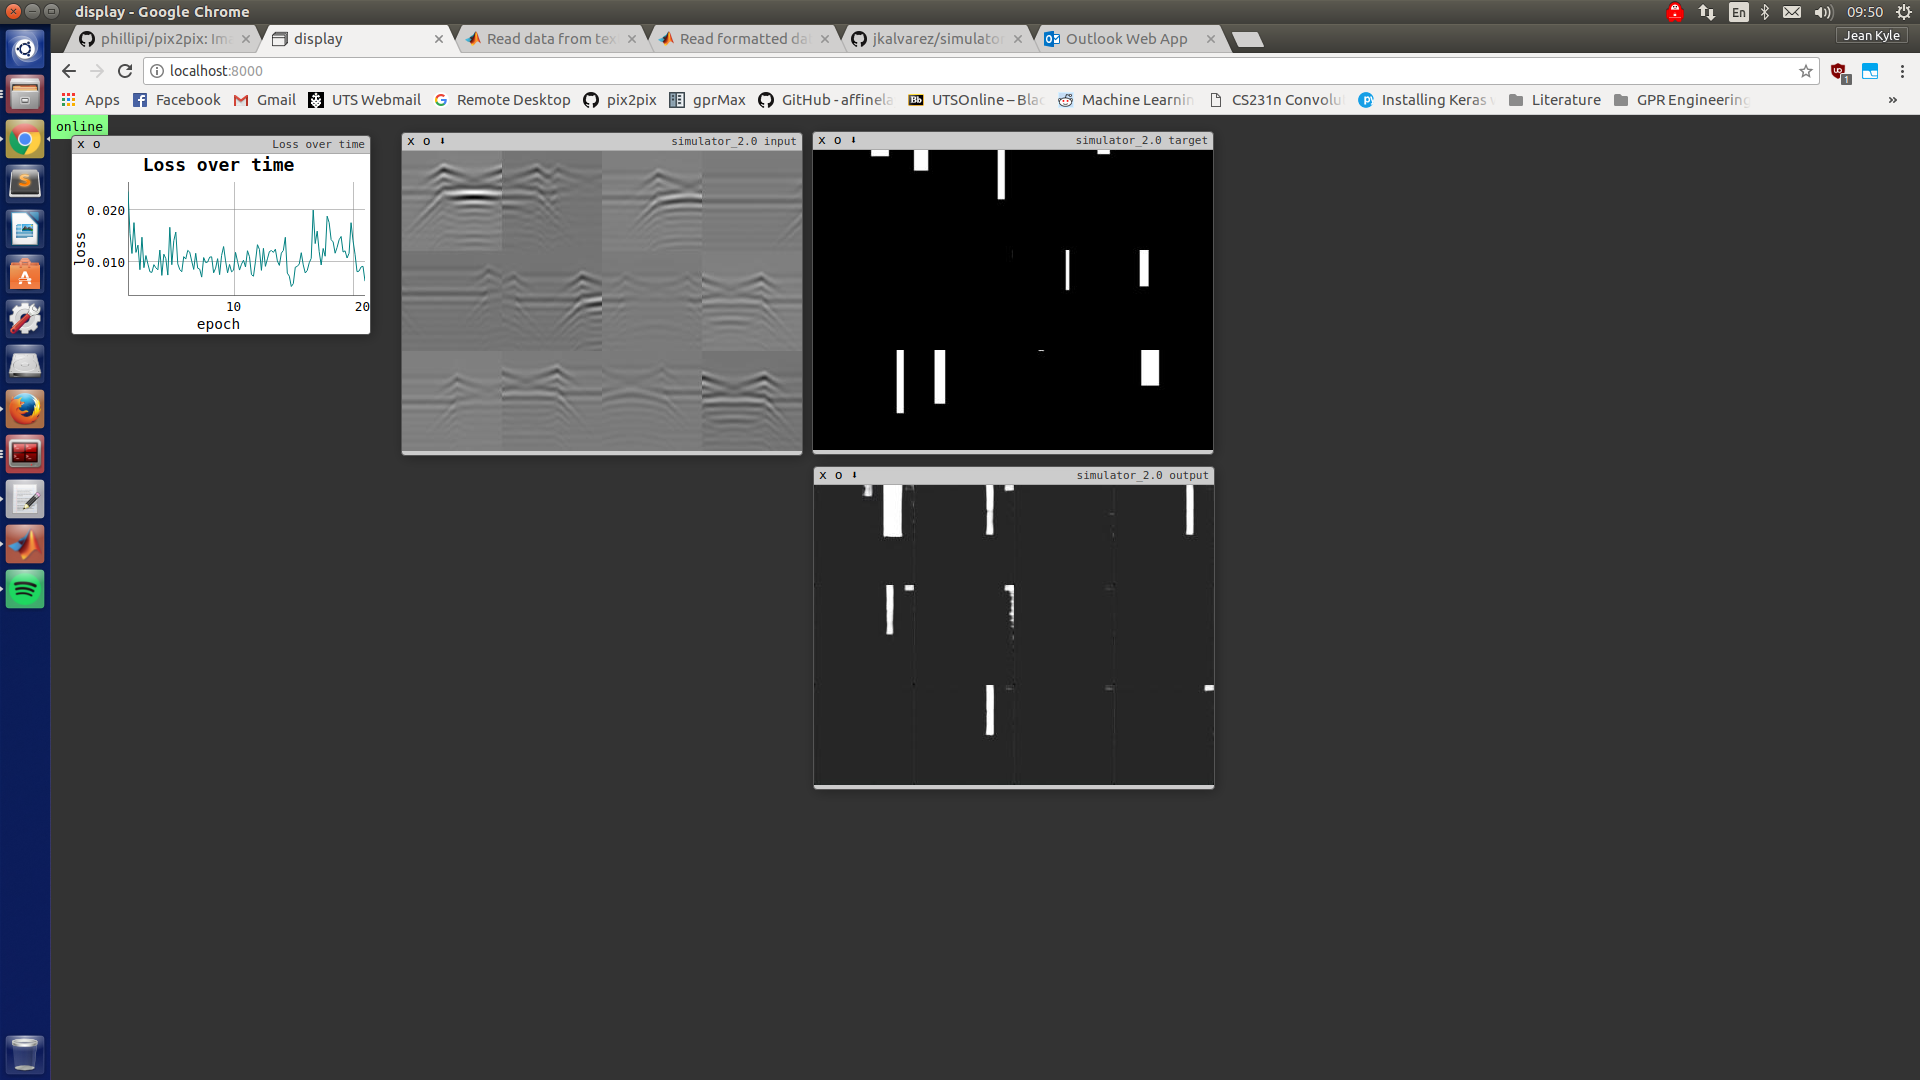 display - Google Chrome
En
09:50
phillipi/pix2pix: Im
display
Read data from tex
Read formatted da
jkalvarez/simulator
Outlook Web App
Jean Kyle
localhost:8000
1
Apps
Facebook
Gmail
UTS Webmail
Remote Desktop
pix2pix
gprMax
GitHub - affinela
UTSOnline – Blac
Machine Learnin
CS231n Convolu
Installing Keras
Literature
GPR Engineering
»
online
X O Loss over time
Loss over time
0.020
0.010
loss
10
20
epoch
X O simulator_2.0 input
X O simulator_2.0 target
X O simulator_2.0 output